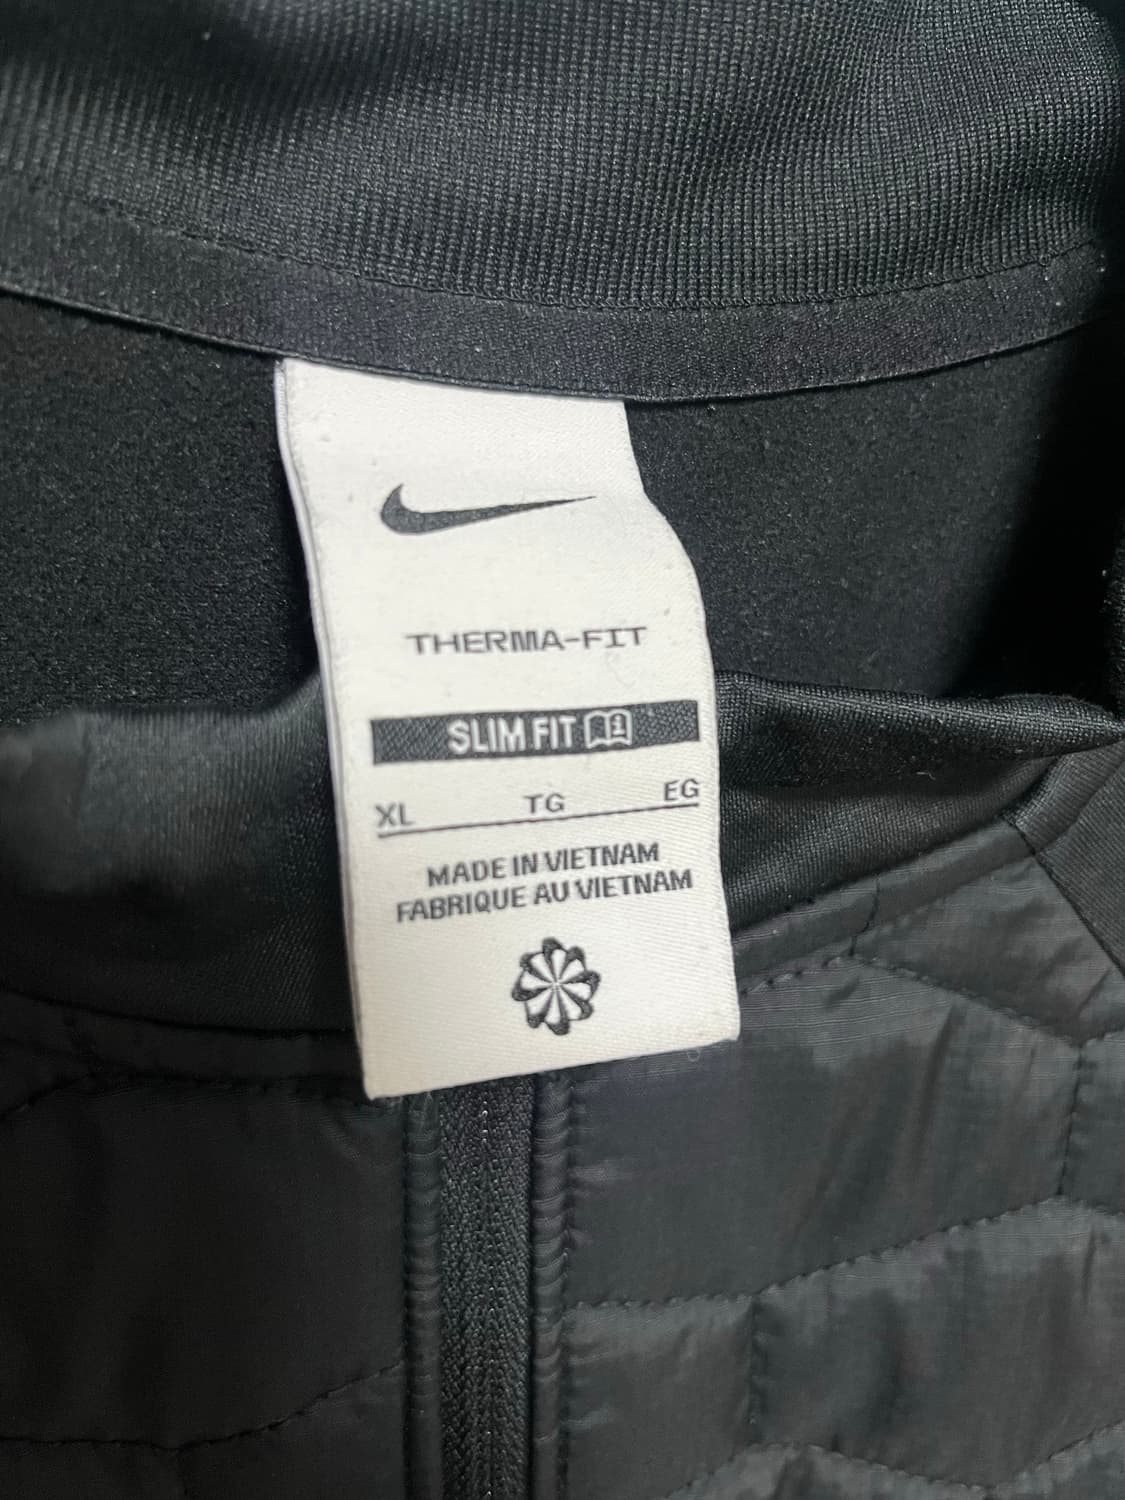 THERMA-FIT
SLIM FIT
XL TG EG
MADE IN VIETNAM
FABRIQUE AU VIETNAM